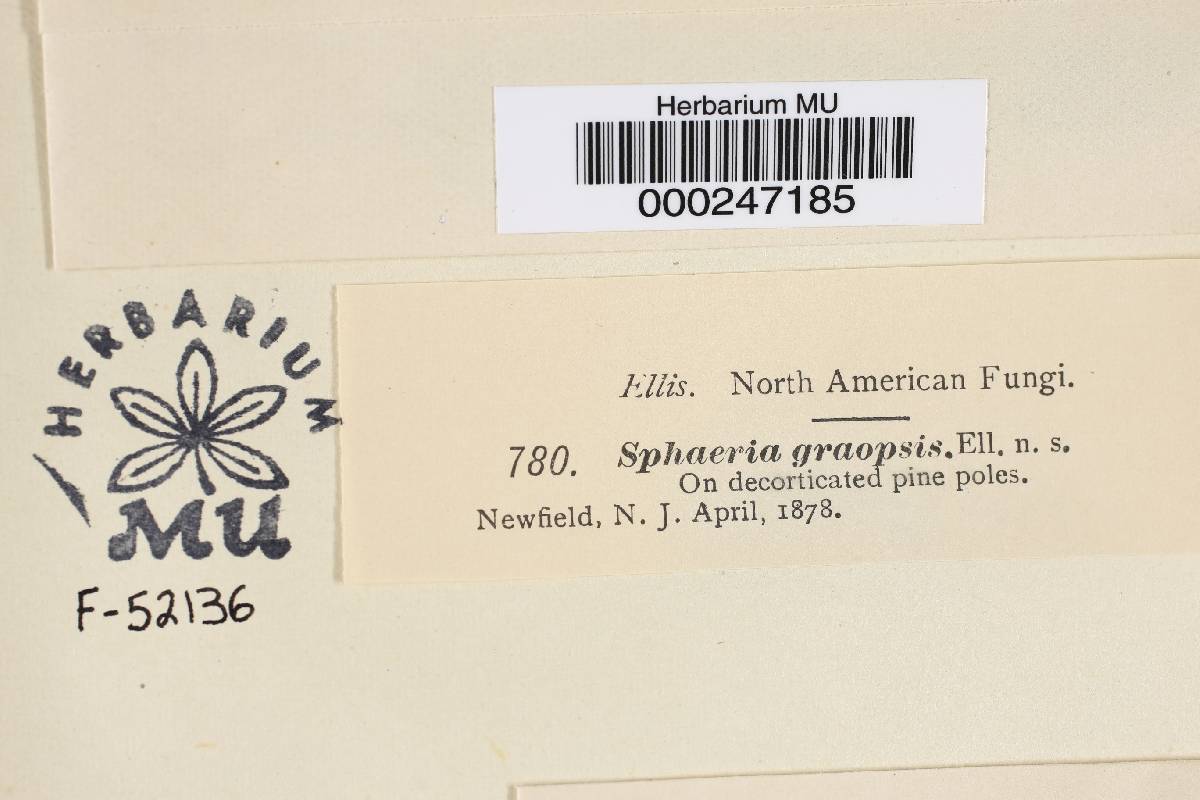 Herbarium MU
000247185
HERBARIUM
MU
F-52136
Ellis. North American Fungi.
780. Sphaeria graopsis. Ell. n. s.
On decorticated pine poles.
Newfield, N. J. April, 1878.